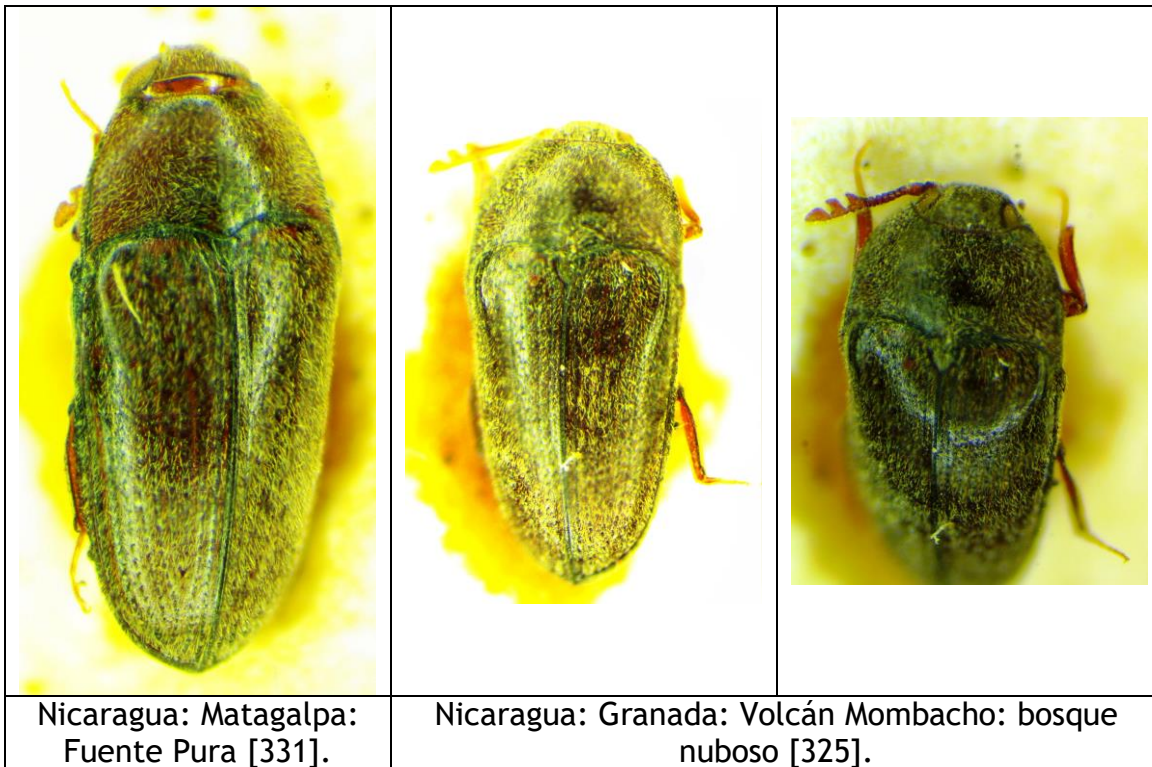 Nicaragua: Matagalpa:
Fuente Pura [331].
Nicaragua: Granada: Volcán Mombacho: bosque
nuboso [325].